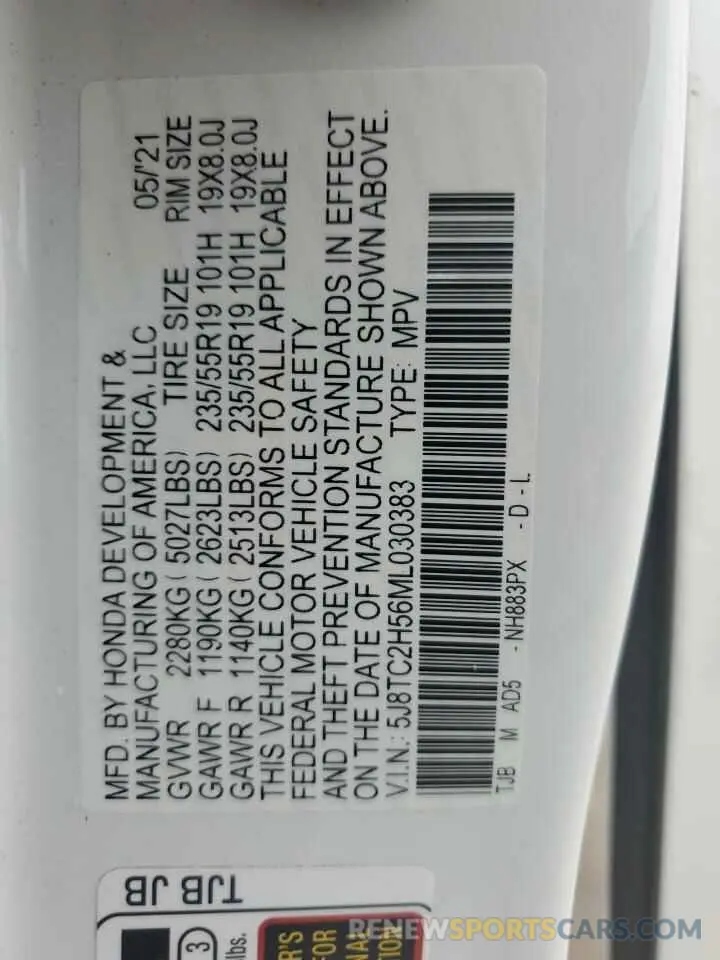 MFD. BY HONDA DEVELOPMENT &
MANUFACTURING OF AMERICA, LLC 05/'21
GVWR 2280KG ( 5027LBS) TIRE SIZE RIM SIZE
GAWR F 1190KG ( 2623LBS) 235/55R19 101H 19X8.0J
GAWR R 1140KG ( 2513LBS) 235/55R19 101H 19X8.0J
THIS VEHICLE CONFORMS TO ALL APPLICABLE
FEDERAL MOTOR VEHICLE SAFETY
AND THEFT PREVENTION STANDARDS IN EFFECT
ON THE DATE OF MANUFACTURE SHOWN ABOVE.
V.I.N.: 5J8TC2H56ML030383 TYPE: MPV
TJB M AD5 -NH883PX -D-L
TJB JB
3
lbs.
R'S
FOR
RENEWSPORTSCARS.COM